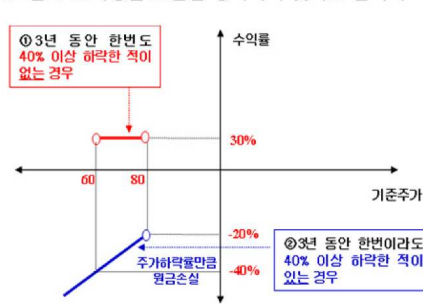 ①3년 동안 한번도
40% 이상 하락한 적이
없는 경우
수익률
30%
60
80
기준주가
-20%
②3년 동안 한번이라도
40% 이상 하락한 적이
있는 경우
주가하락률만큼
원금손실
-40%